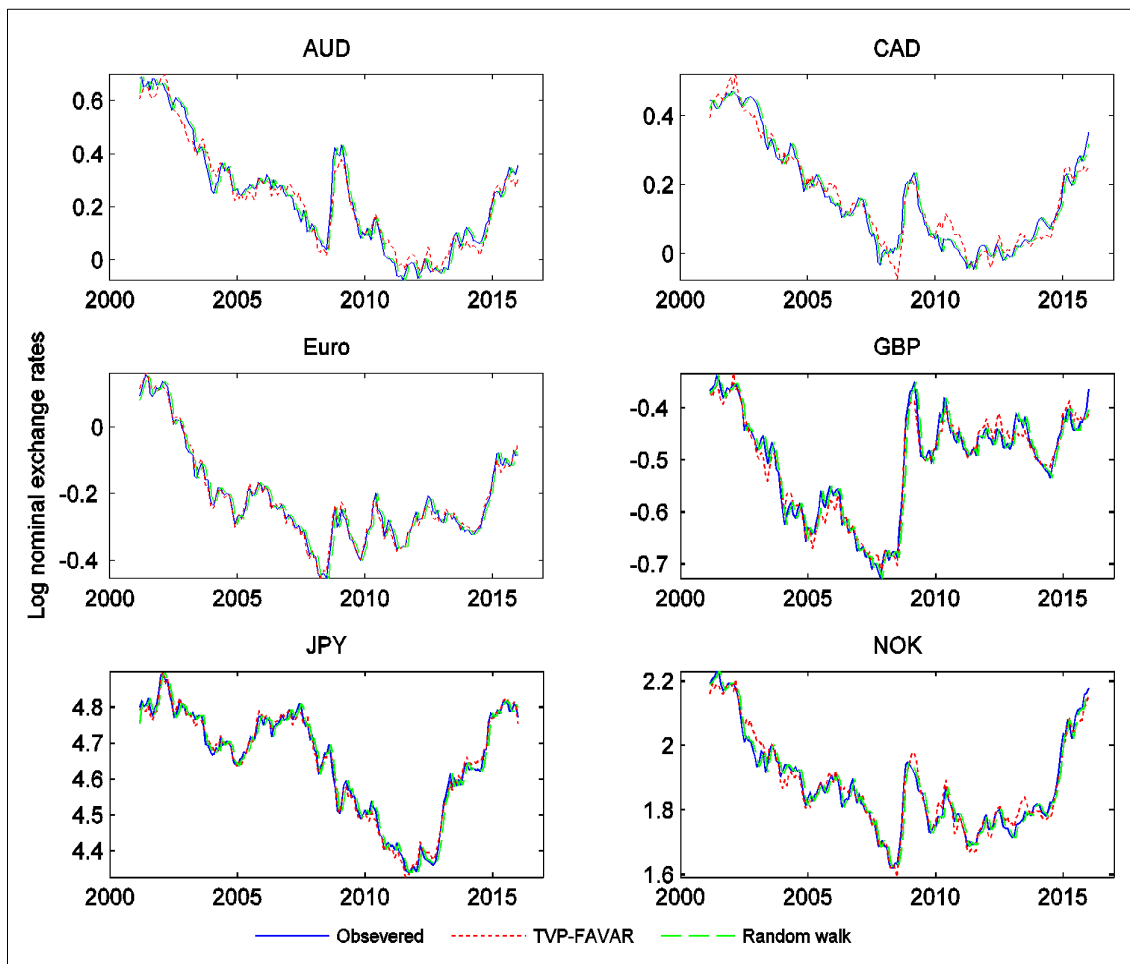 AUD
0.6
0.4
0.2
0
2000 2005 2010 2015
CAD
0.4
0.2
0
2000 2005 2010 2015
Log nominal exchange rates
Euro
0
-0.2
-0.4
2000 2005 2010 2015
GBP
-0.4
-0.5
-0.6
-0.7
2000 2005 2010 2015
JPY
4.8
4.7
4.6
4.5
4.4
2000 2005 2010 2015
NOK
2.2
2
1.8
1.6
2000 2005 2010 2015
Obsevered TVP-FAVAR Random walk